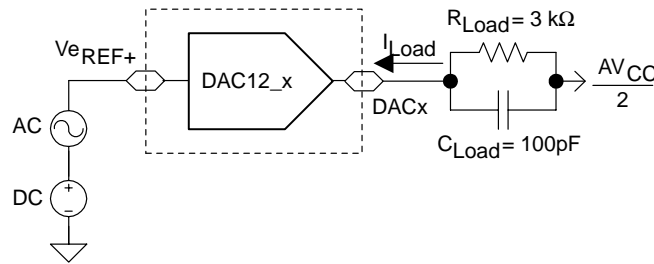 R_Load = 3 kΩ
I_Load
Ve_REF+
DAC12_x
DACx
AV_CC
2
AC
C_Load = 100pF
DC
+
−